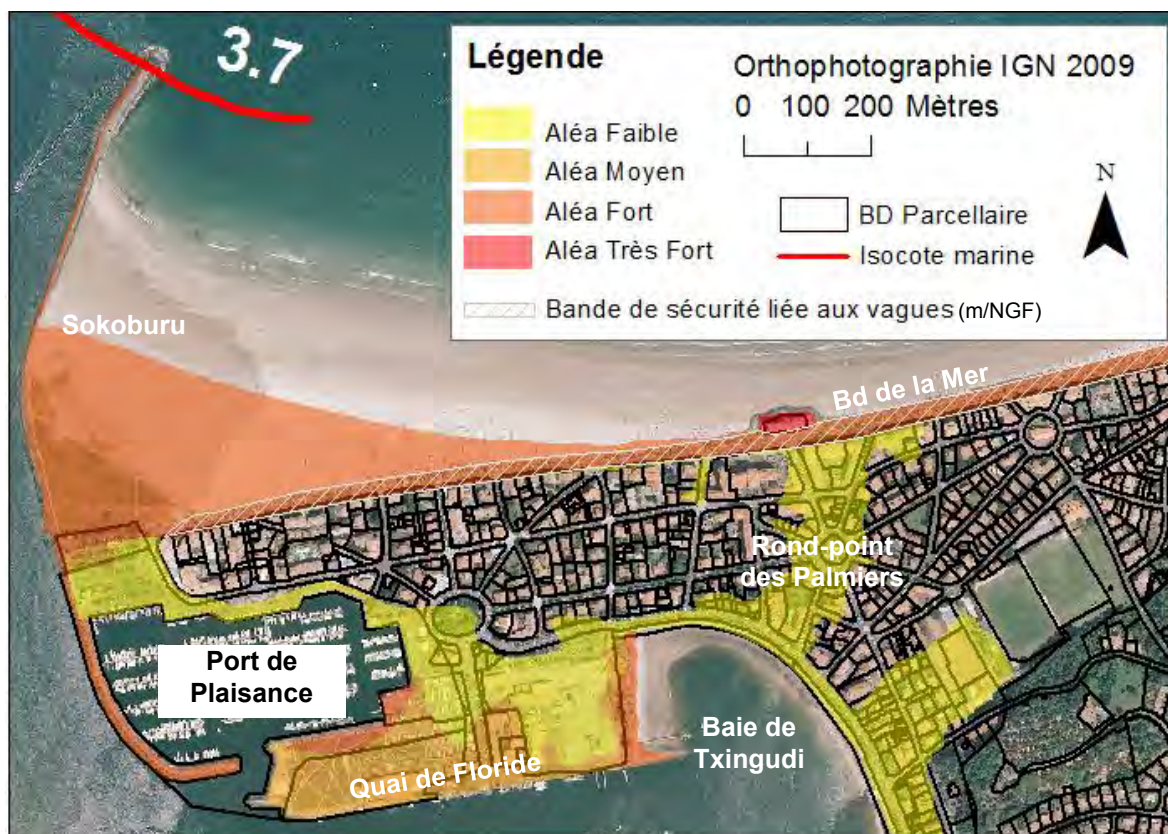 3.7
Légende
Orthophotographie IGN 2009
0 100 200 Mètres
Aléa Faible
Aléa Moyen
Aléa Fort
Aléa Très Fort
N
BD Parcellaire
Isocote marine
Bande de sécurité liée aux vagues (m/NGF)
Sokoburu
Bd de la Mer
Rond-point
des Palmiers
Port de
Plaisance
Baie de
Txingudi
Quai de Floride